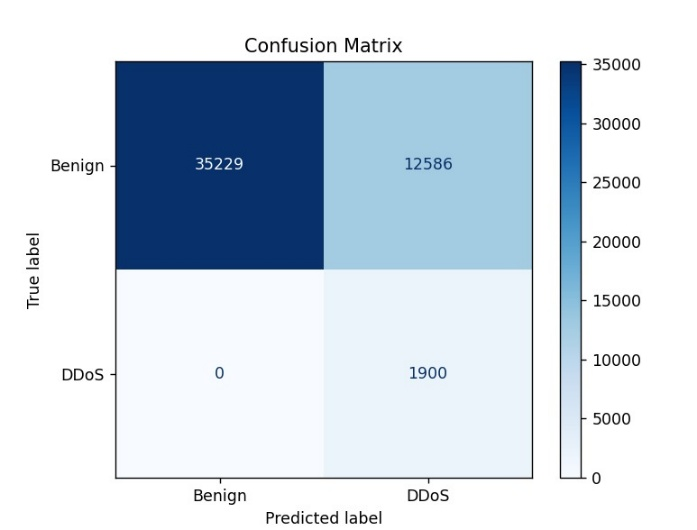 Confusion Matrix
35000
30000
25000
20000
15000
10000
5000
0
True label
Benign
35229 12586
DDoS
0 1900
Benign DDoS
Predicted label